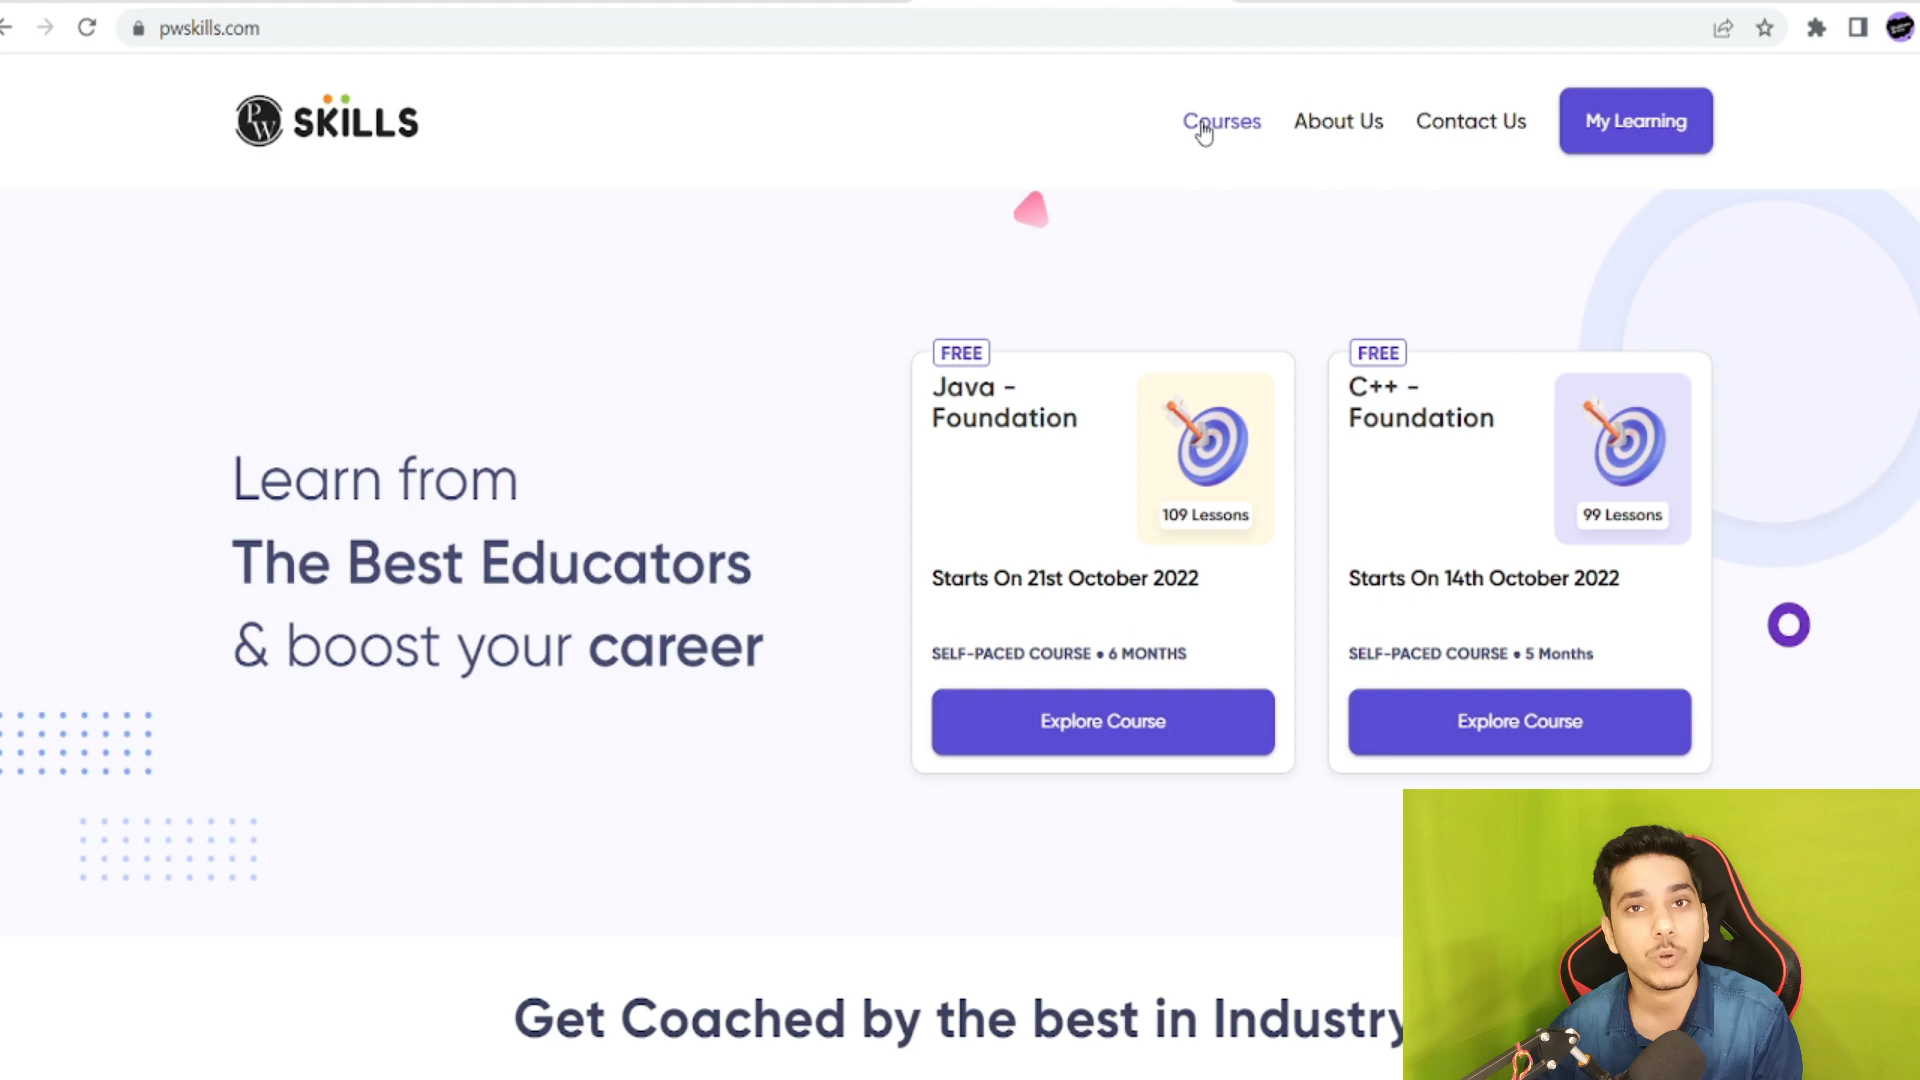 pwskills.com
PW SKILLS
Courses
About Us
Contact Us
My Learning
Learn from
The Best Educators
& boost your career
FREE
Java -
Foundation
109 Lessons
Starts On 21st October 2022
SELF-PACED COURSE • 6 MONTHS
Explore Course
FREE
C++ -
Foundation
99 Lessons
Starts On 14th October 2022
SELF-PACED COURSE • 5 Months
Explore Course
Get Coached by the best in Industry